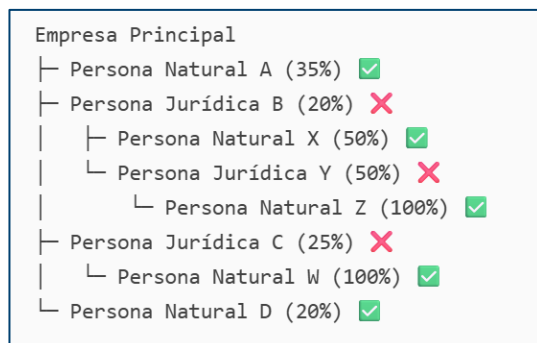 Empresa Principal
├─ Persona Natural A (35%) ✅
├─ Persona Jurídica B (20%) ❌
│   ├─ Persona Natural X (50%) ✅
│   └─ Persona Jurídica Y (50%) ❌
│       └─ Persona Natural Z (100%) ✅
├─ Persona Jurídica C (25%) ❌
│   └─ Persona Natural W (100%) ✅
└─ Persona Natural D (20%) ✅